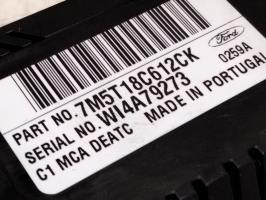 Ford
0259A
PART NO. 7M5T18C612CK
SERIAL NO. WI4A79273
C1 MCA DEATC MADE IN PORTUGAL